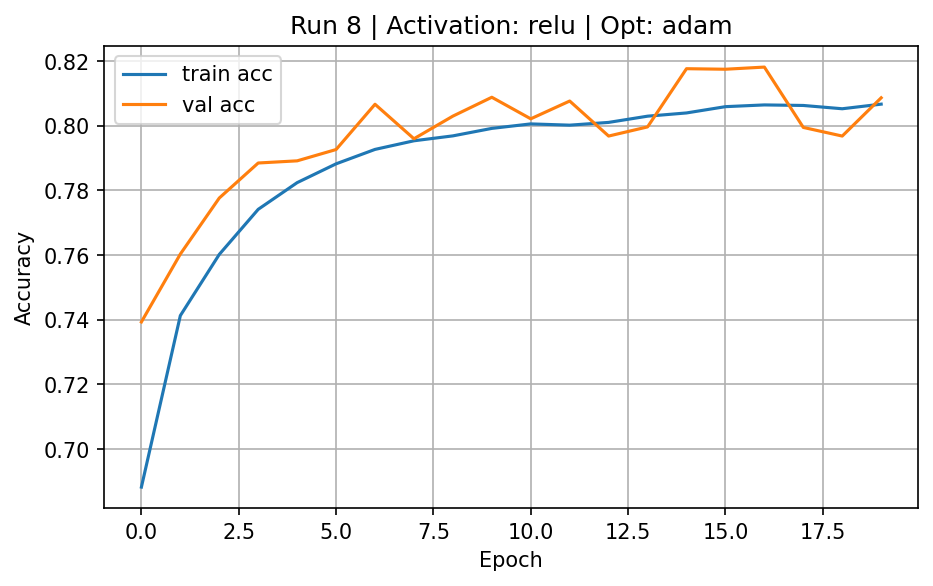 Run 8 | Activation: relu | Opt: adam
train acc
val acc
0.82
0.80
0.78
0.76
0.74
0.72
0.70
Accuracy
0.0 2.5 5.0 7.5 10.0 12.5 15.0 17.5
Epoch